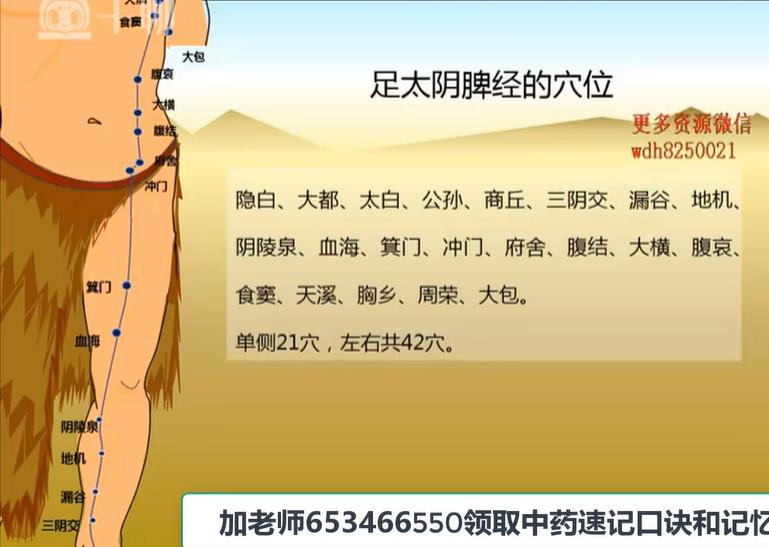 食窦
大包
腹哀
大横
腹结
府舍
冲门
箕门
血海
阴陵泉
地机
漏谷
三阴交
足太阴脾经的穴位
更多资源微信
wdh8250021
隐白、大都、太白、公孙、商丘、三阴交、漏谷、地机、
阴陵泉、血海、箕门、冲门、府舍、腹结、大横、腹哀、
食窦、天溪、胸乡、周荣、大包。
单侧21穴，左右共42穴。
加老师653466550领取中药速记口诀和记忆